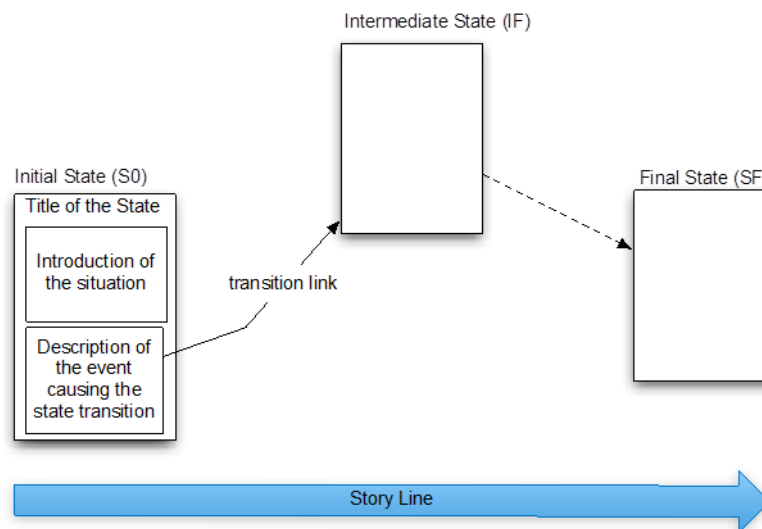 Intermediate State (IF)
Initial State (S0)
Title of the State
Introduction of
the situation
Description of
the event
causing the
state transition
transition link
Final State (SF
Story Line